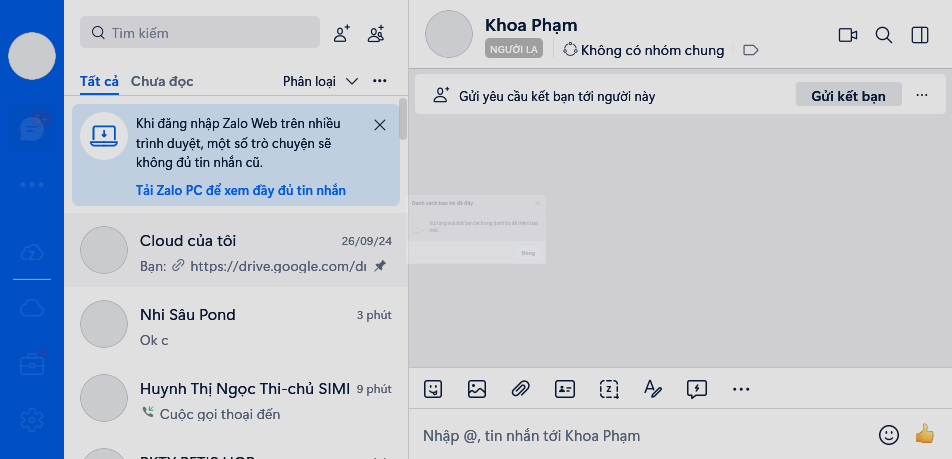 Tìm kiếm
Tất cả
Chưa đọc
Phân loại
Khi đăng nhập Zalo Web trên nhiều
trình duyệt, một số trò chuyện sẽ
không đủ tin nhắn cũ.
Tải Zalo PC để xem đầy đủ tin nhắn
Cloud của tôi
26/09/24
Bạn: https://drive.google.com/dr
Nhi Sâu Pond
3 phút
Ok c
Huynh Thị Ngọc Thi-chủ SIMI
9 phút
Cuộc gọi thoại đến
Khoa Phạm
NGƯỜI LẠ
Không có nhóm chung
Gửi yêu cầu kết bạn tới người này
Gửi kết bạn
Danh sách bạn bè đã đầy
Đóng
Nhập @, tin nhắn tới Khoa Phạm